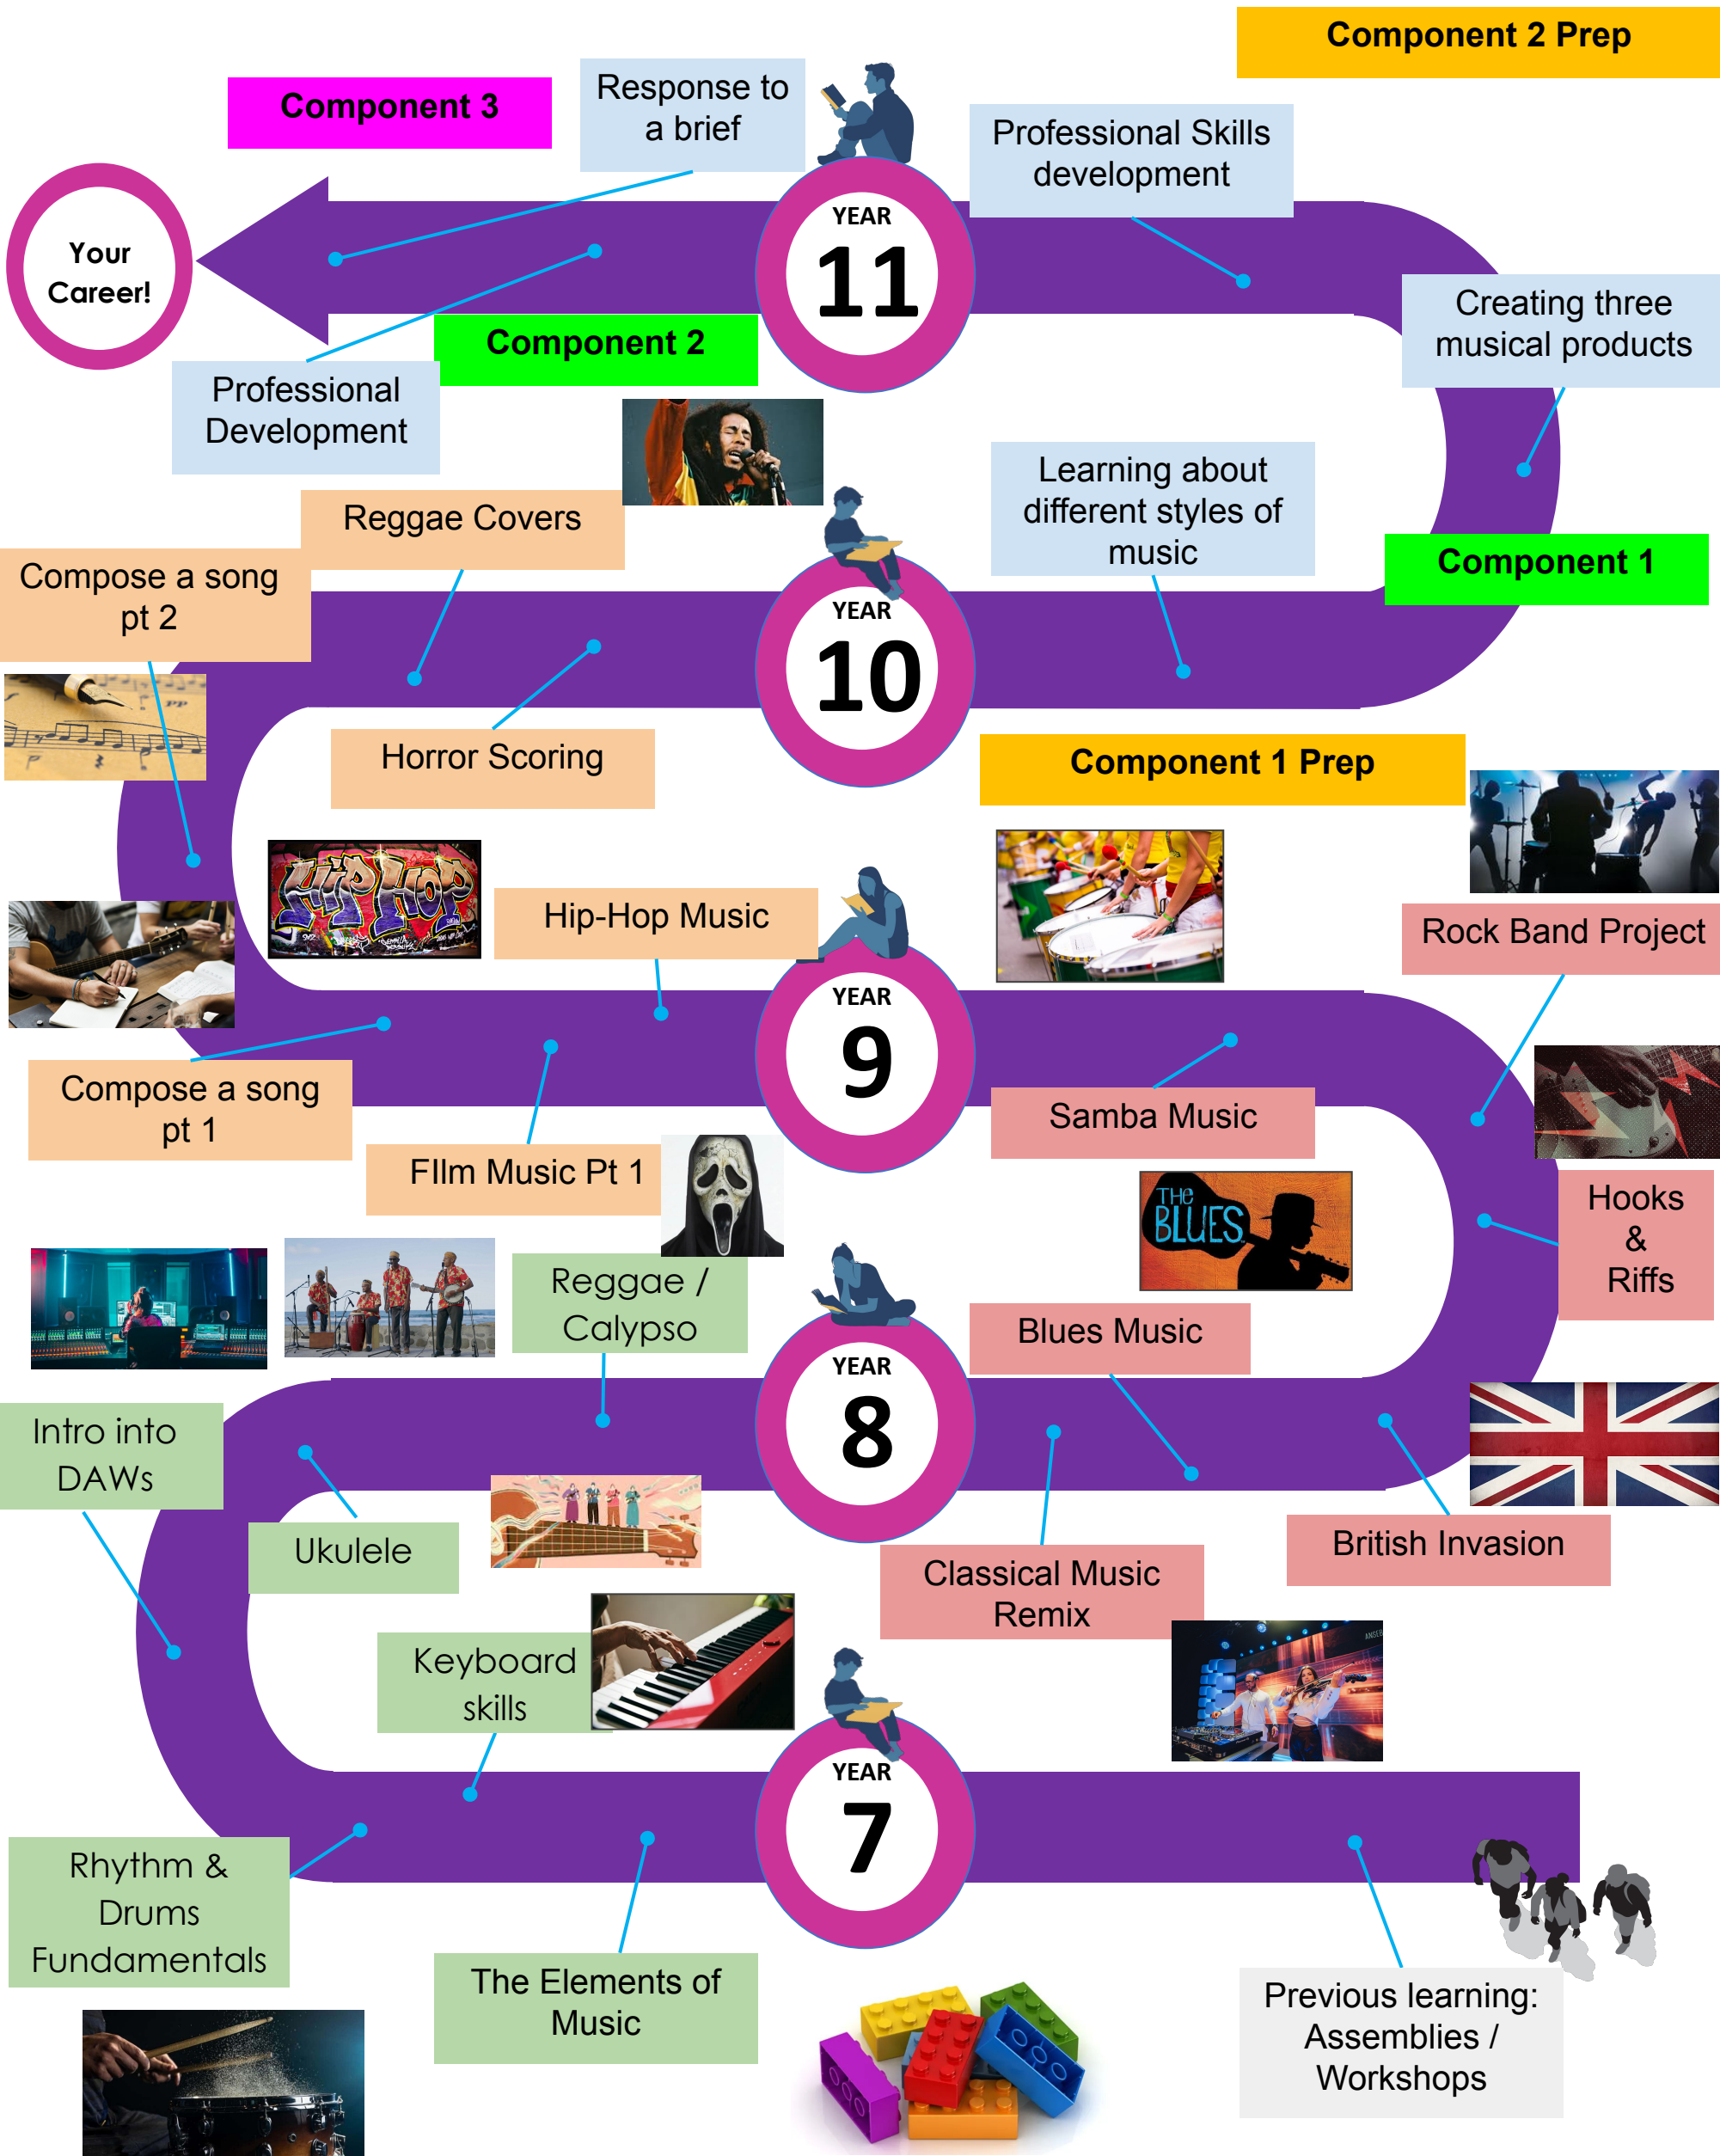 Component 2 Prep
Component 3
Response to
a brief
Professional Skills
development
YEAR
11
Your
Career!
Creating three
musical products
Component 2
Professional
Development
Learning about
different styles of
music
Reggae Covers
Component 1
Compose a song
pt 2
YEAR
10
pp
p
Horror Scoring
Component 1 Prep
HIP HOP
Hip-Hop Music
Rock Band Project
YEAR
9
Compose a song
pt 1
Samba Music
FIlm Music Pt 1
THE
BLUES
Hooks
&
Riffs
Reggae /
Calypso
Blues Music
YEAR
8
Intro into
DAWs
Ukulele
British Invasion
Classical Music
Remix
Keyboard
skills
YEAR
7
Rhythm &
Drums
Fundamentals
The Elements of
Music
Previous learning:
Assemblies /
Workshops